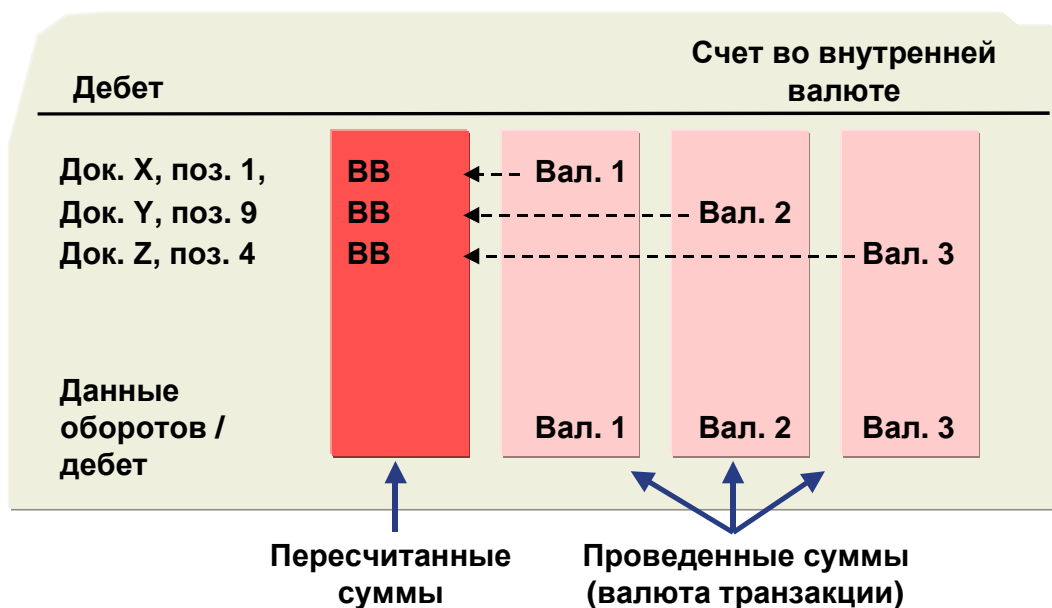 Счет во внутренней
Дебет валюте
Док. X, поз. 1, ВВ Вал. 1
Док. Y, поз. 9 ВВ Вал. 2
Док. Z, поз. 4 ВВ Вал. 3
Данные
оборотов / Вал. 1 Вал. 2 Вал. 3
дебет
Пересчитанные Проведенные суммы
суммы (валюта транзакции)